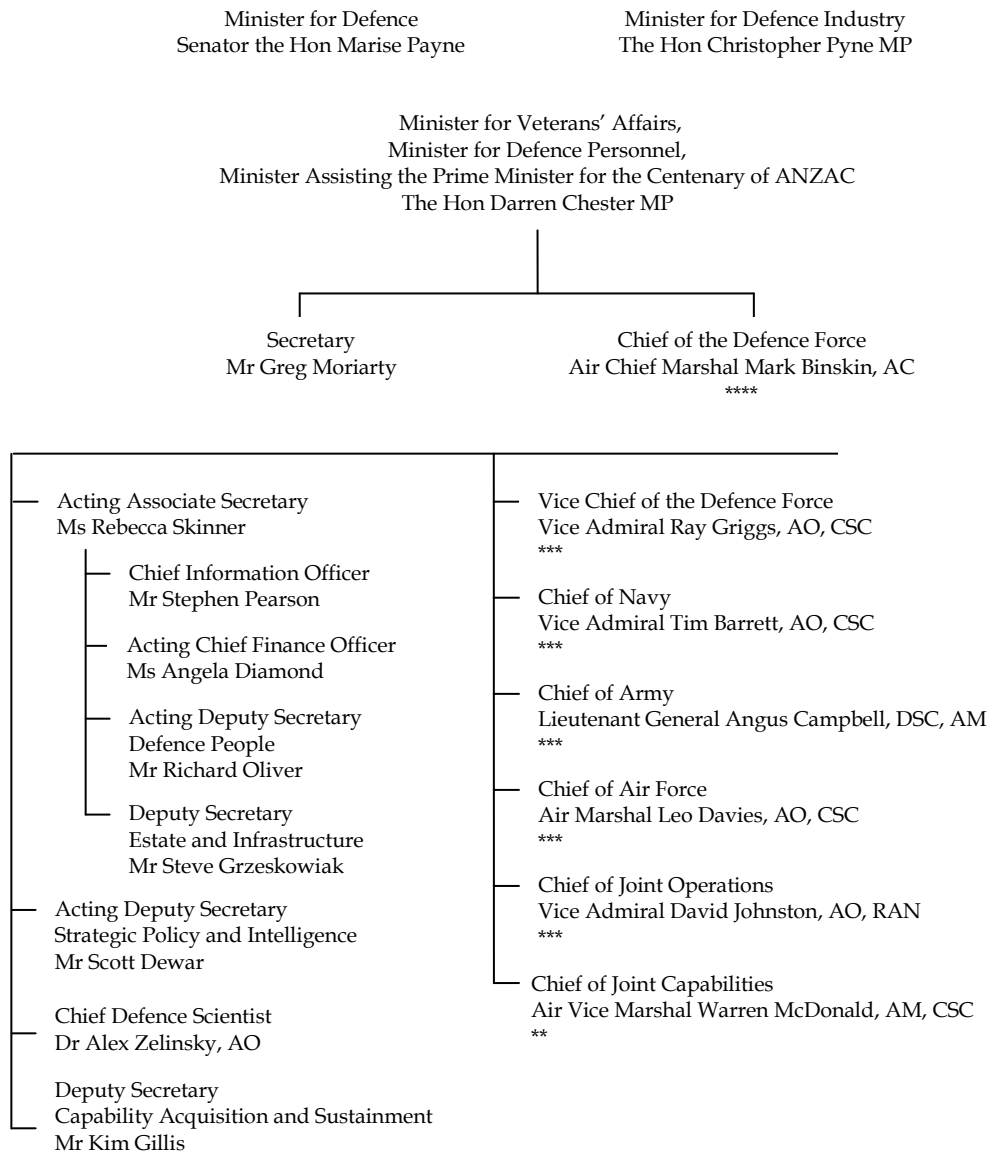 Minister for Defence
Senator the Hon Marise Payne
Minister for Defence Industry
The Hon Christopher Pyne MP
Minister for Veterans’ Affairs,
Minister for Defence Personnel,
Minister Assisting the Prime Minister for the Centenary of ANZAC
The Hon Darren Chester MP
Secretary
Mr Greg Moriarty
Chief of the Defence Force
Air Chief Marshal Mark Binskin, AC
****
Acting Associate Secretary
Ms Rebecca Skinner
Chief Information Officer
Mr Stephen Pearson
Acting Chief Finance Officer
Ms Angela Diamond
Acting Deputy Secretary
Defence People
Mr Richard Oliver
Deputy Secretary
Estate and Infrastructure
Mr Steve Grzeskowiak
Acting Deputy Secretary
Strategic Policy and Intelligence
Mr Scott Dewar
Chief Defence Scientist
Dr Alex Zelinsky, AO
Deputy Secretary
Capability Acquisition and Sustainment
Mr Kim Gillis
Vice Chief of the Defence Force
Vice Admiral Ray Griggs, AO, CSC
***
Chief of Navy
Vice Admiral Tim Barrett, AO, CSC
***
Chief of Army
Lieutenant General Angus Campbell, DSC, AM
***
Chief of Air Force
Air Marshal Leo Davies, AO, CSC
***
Chief of Joint Operations
Vice Admiral David Johnston, AO, RAN
***
Chief of Joint Capabilities
Air Vice Marshal Warren McDonald, AM, CSC
**